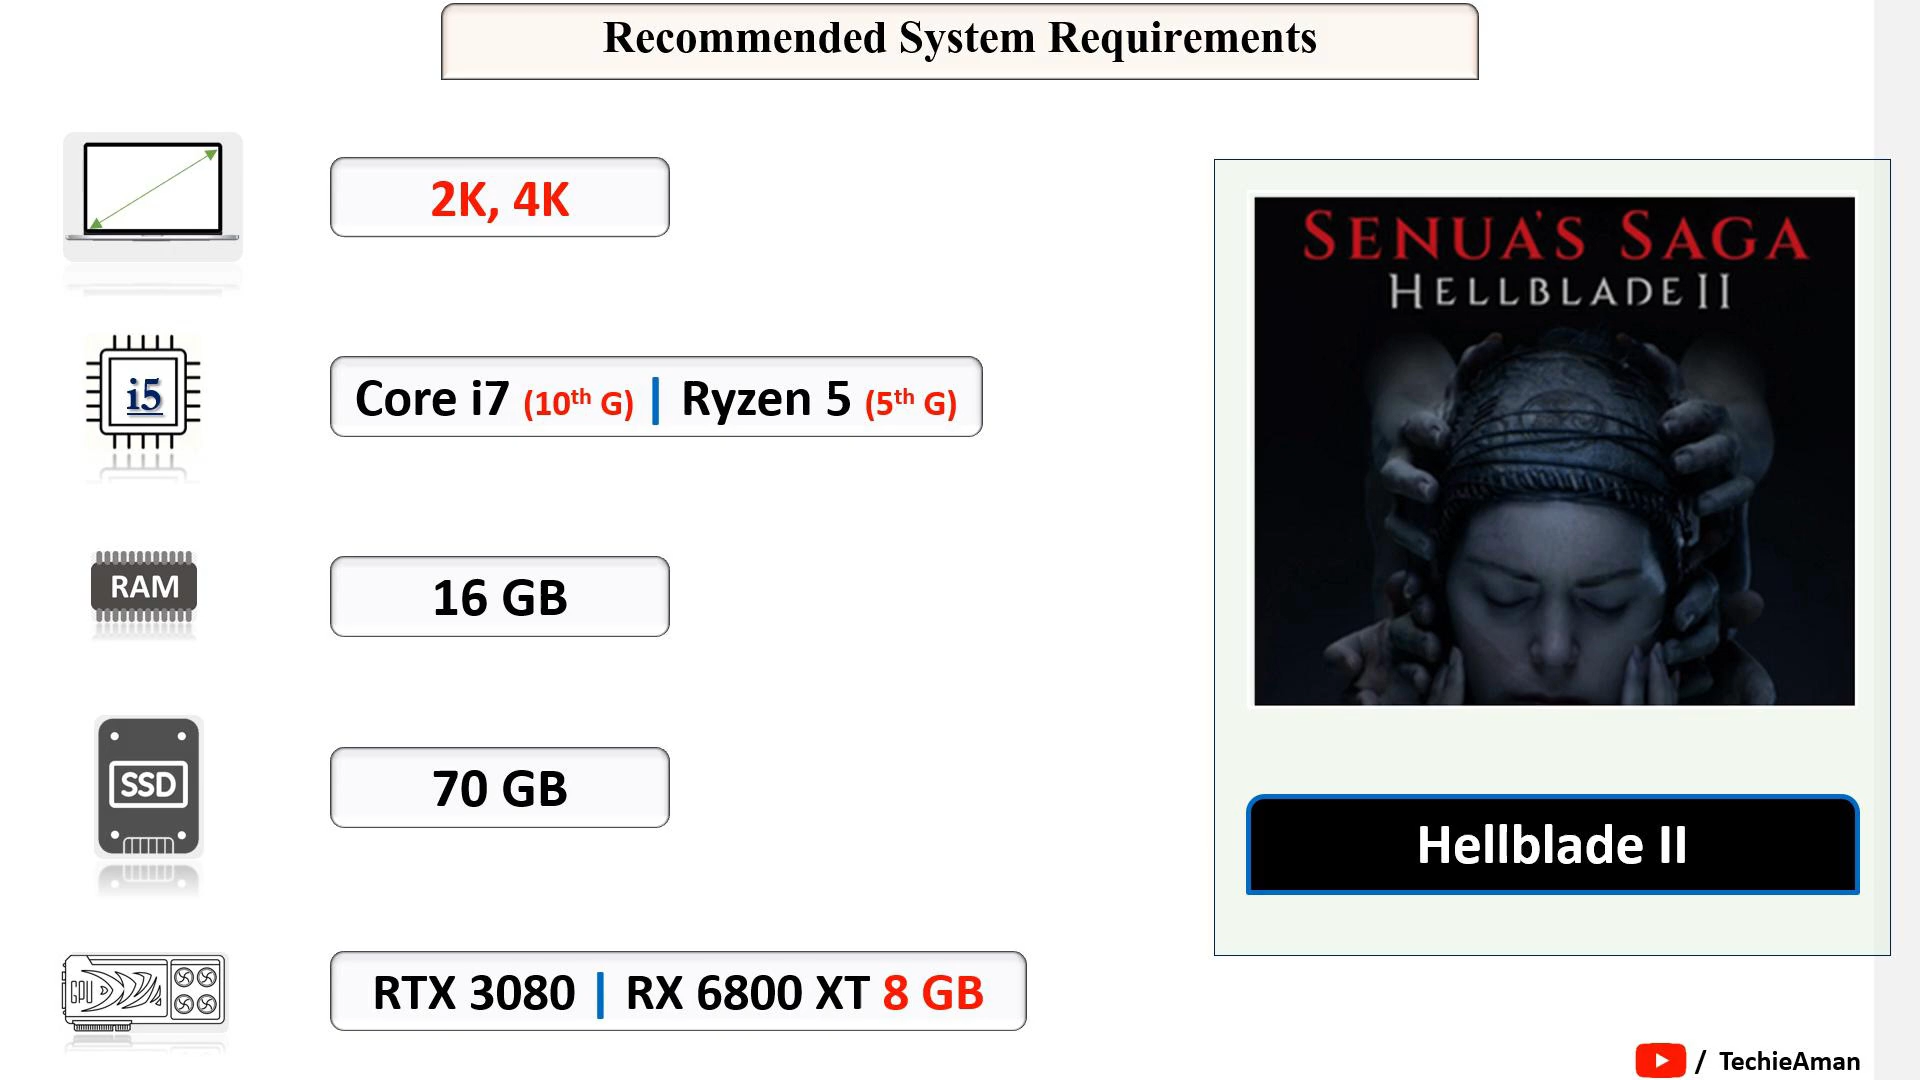 Recommended System Requirements
2K, 4K
i5
Core i7 (10th G) | Ryzen 5 (5th G)
RAM
16 GB
SSD
70 GB
GPU
RTX 3080 | RX 6800 XT 8 GB
SENUA'S SAGA
HELLBLADE II
Hellblade II
/ TechieAman